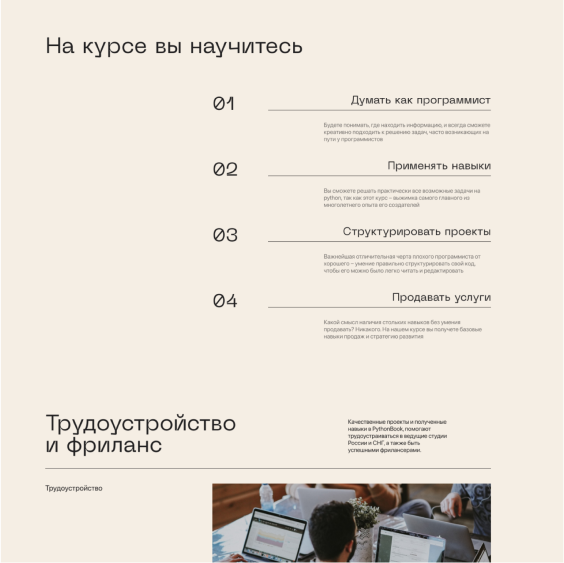 На курсе вы научитесь
01
Думать как программист
Будете понимать, где находить информацию, и всегда сможете
креативно подходить к решению задач, часто возникающих на
пути у программистов
02
Применять навыки
Вы сможете решать практически все возможные задачи на
python, так как этот курс – выжимка самого главного из
многолетнего опыта его создателей
03
Структурировать проекты
Важнейшая отличительная черта плохого программиста от
хорошего – умение правильно структурировать свой код,
чтобы его можно было легко читать и редактировать
04
Продавать услуги
Какой смысл наличия стольких навыков без умения
продавать? Никакого. На нашем курсе вы получете базовые
навыки продаж и стратегию развития
Трудоустройство
и фриланс
Качественные проекты и полученные
навыки в PythonBook, помогают
трудоустраиваться в ведущие студии
России и СНГ, а также быть
успешными фрилансерами.
Трудоустройство